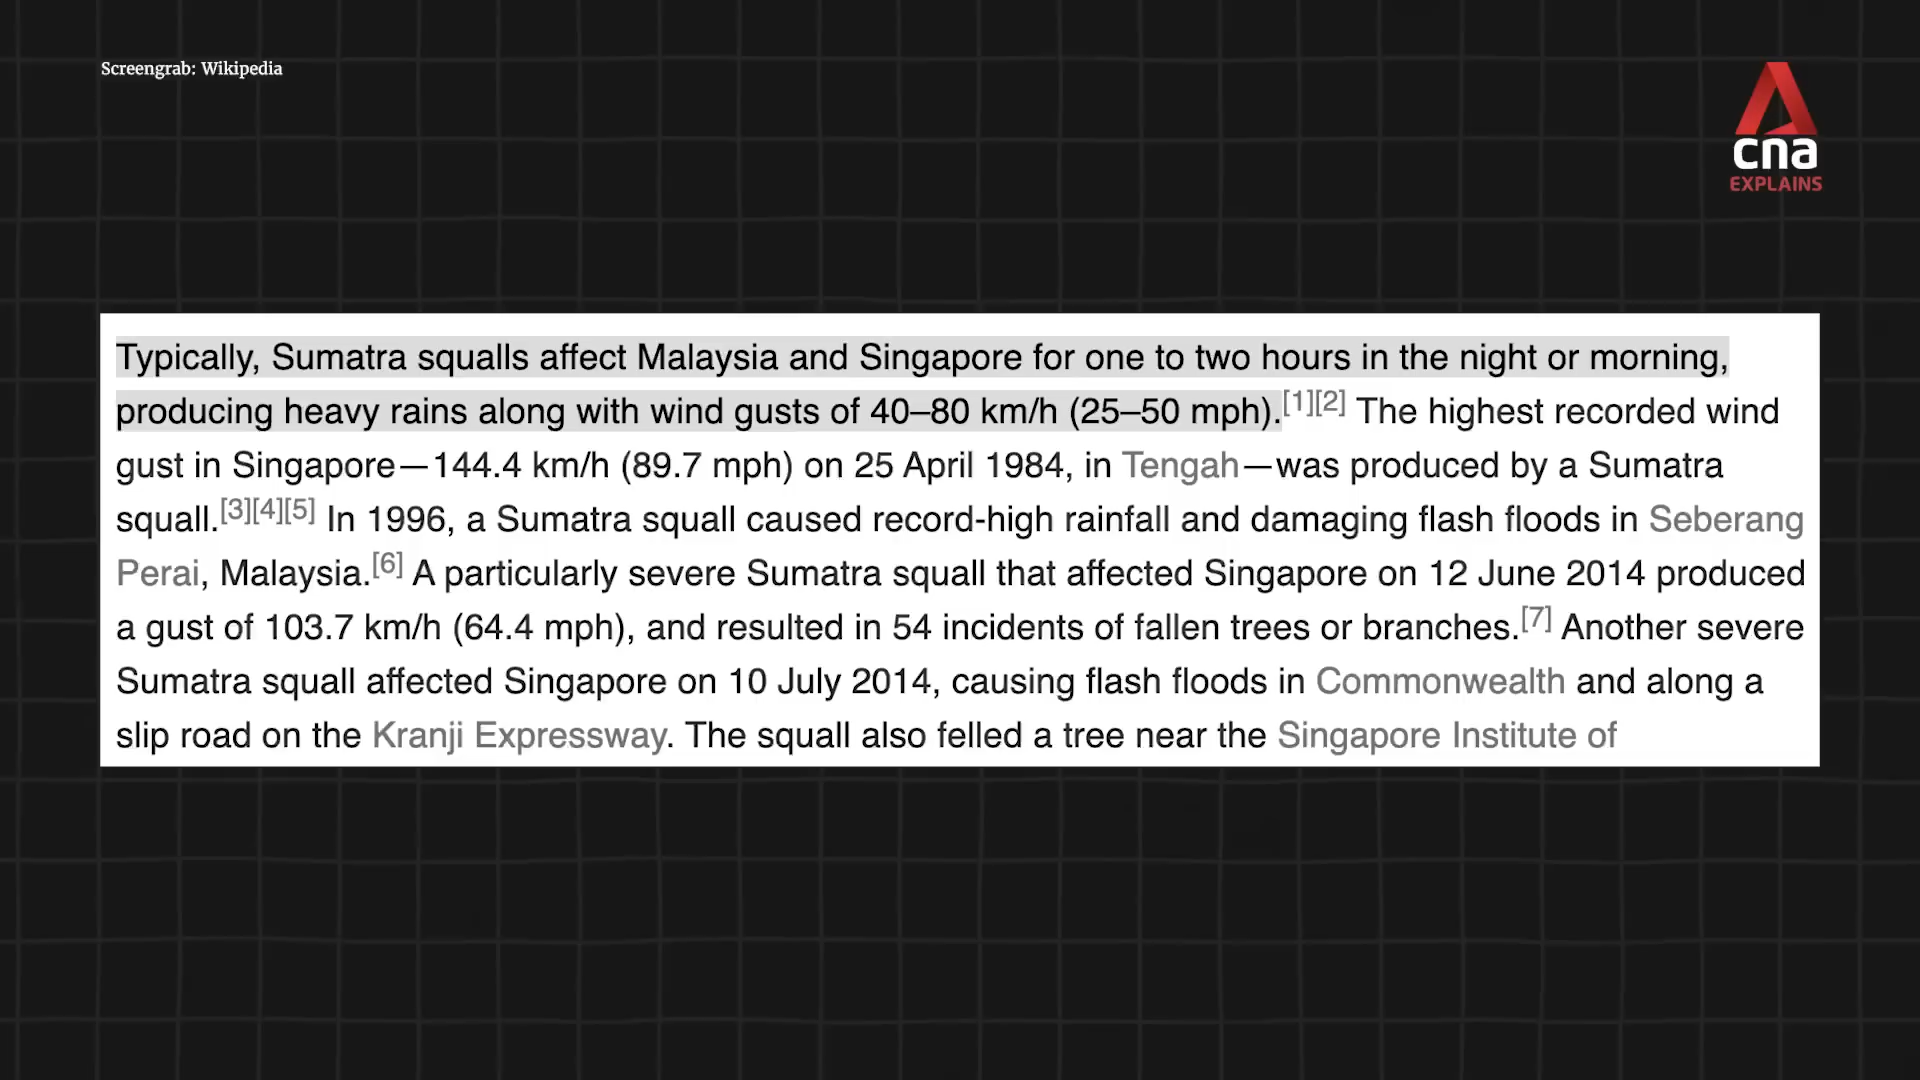 Screengrab: Wikipedia
cna
EXPLAINS
Typically, Sumatra squalls affect Malaysia and Singapore for one to two hours in the night or morning,
producing heavy rains along with wind gusts of 40–80 km/h (25–50 mph).[1][2] The highest recorded wind
gust in Singapore—144.4 km/h (89.7 mph) on 25 April 1984, in Tengah—was produced by a Sumatra
squall.[3][4][5] In 1996, a Sumatra squall caused record-high rainfall and damaging flash floods in Seberang
Perai, Malaysia.[6] A particularly severe Sumatra squall that affected Singapore on 12 June 2014 produced
a gust of 103.7 km/h (64.4 mph), and resulted in 54 incidents of fallen trees or branches.[7] Another severe
Sumatra squall affected Singapore on 10 July 2014, causing flash floods in Commonwealth and along a
slip road on the Kranji Expressway. The squall also felled a tree near the Singapore Institute of